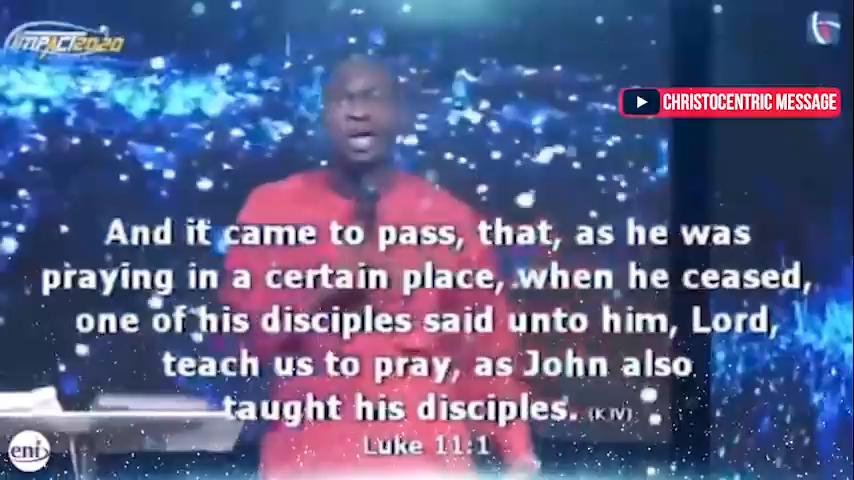 IMPACT2020
CHRISTOCENTRIC MESSAGE
And it came to pass, that, as he was
praying in a certain place, when he ceased,
one of his disciples said unto him, Lord,
teach us to pray, as John also
taught his disciples. (KJV)
Luke 11:1
eni